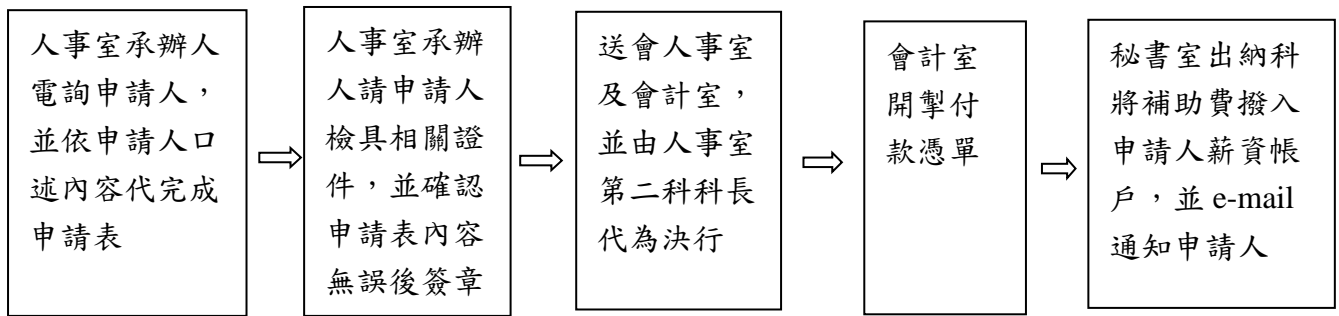 人事室承辦人
電詢申請人，
並依申請人口
述內容代完成
申請表
人事室承辦
人請申請人
檢具相關證
件，並確認
申請表內容
無誤後簽章
送會人事室
及會計室，
並由人事室
第二科科長
代為決行
會計室
開掣付
款憑單
秘書室出納科
將補助費撥入
申請人薪資帳
戶，並 e-mail
通知申請人